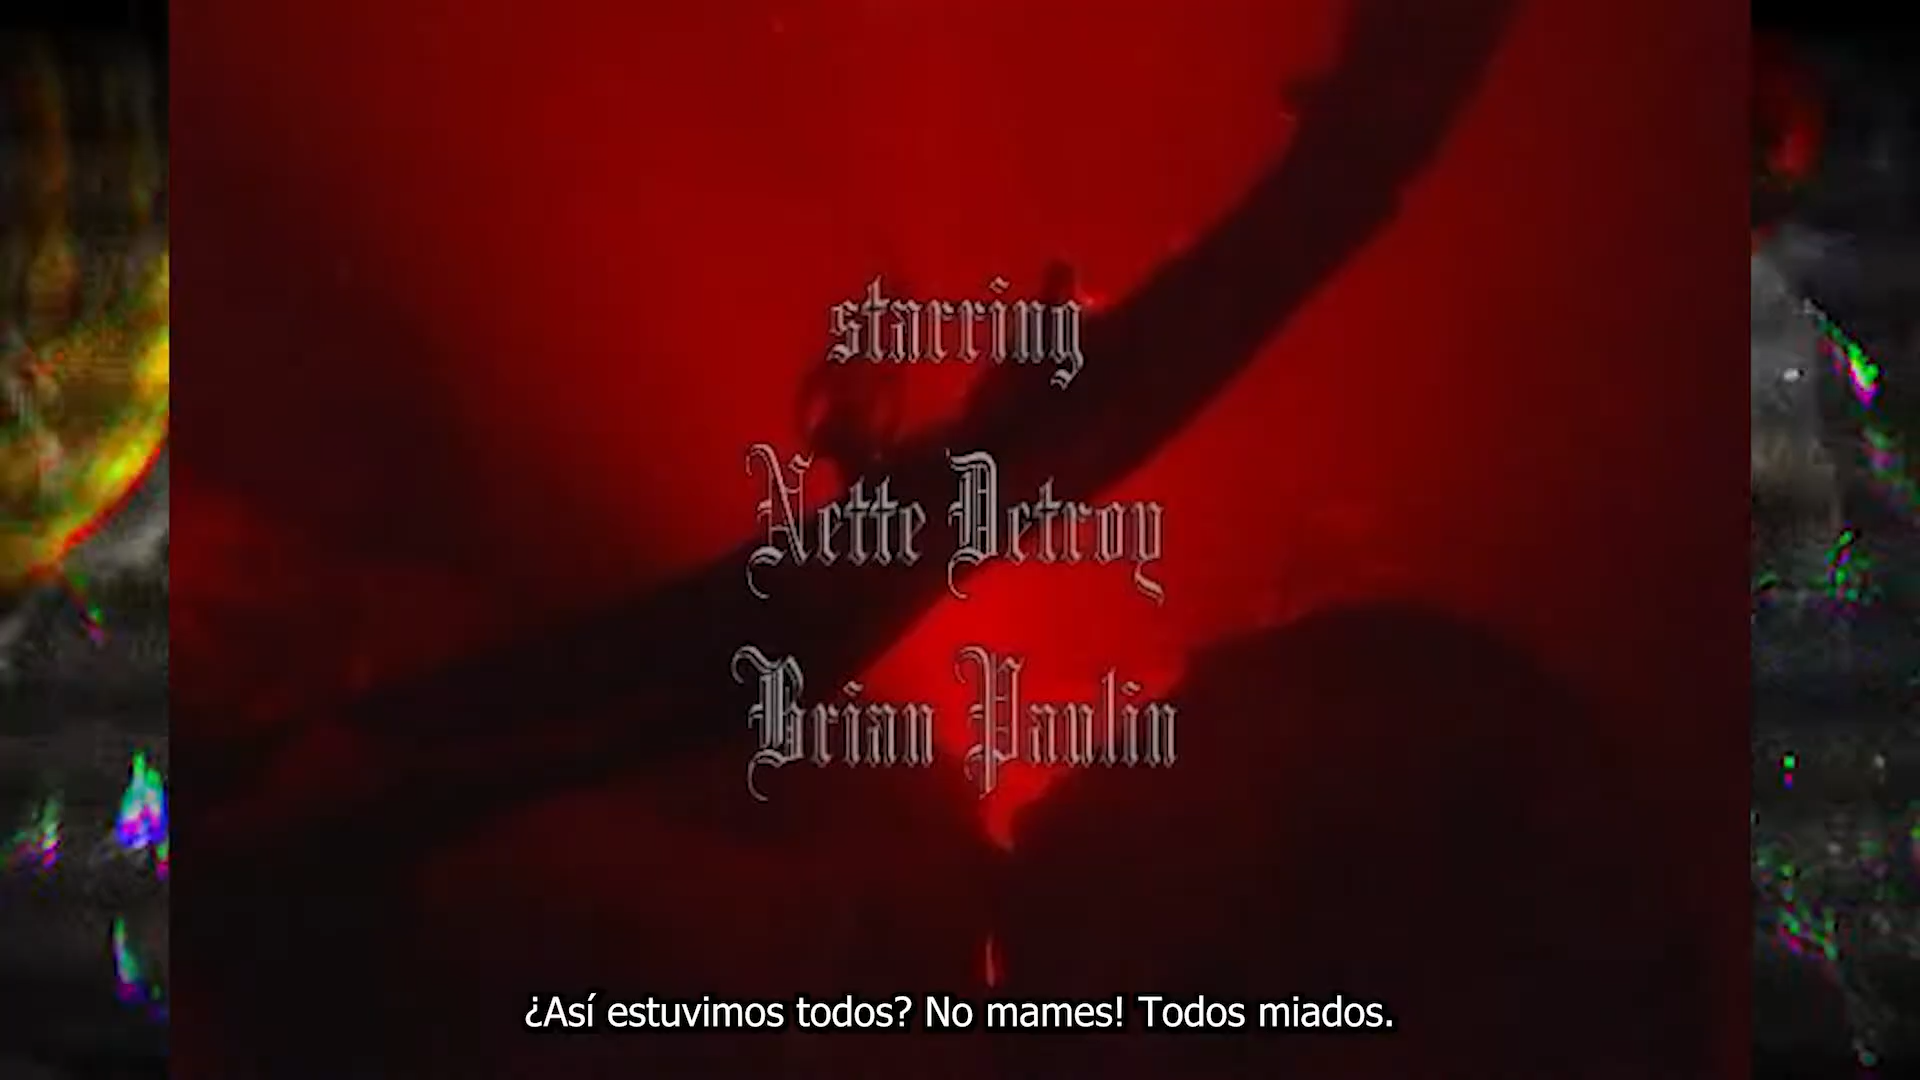 starring
Nette Detroy
Brian Paulin
¿Así estuvimos todos? No mames! Todos miados.